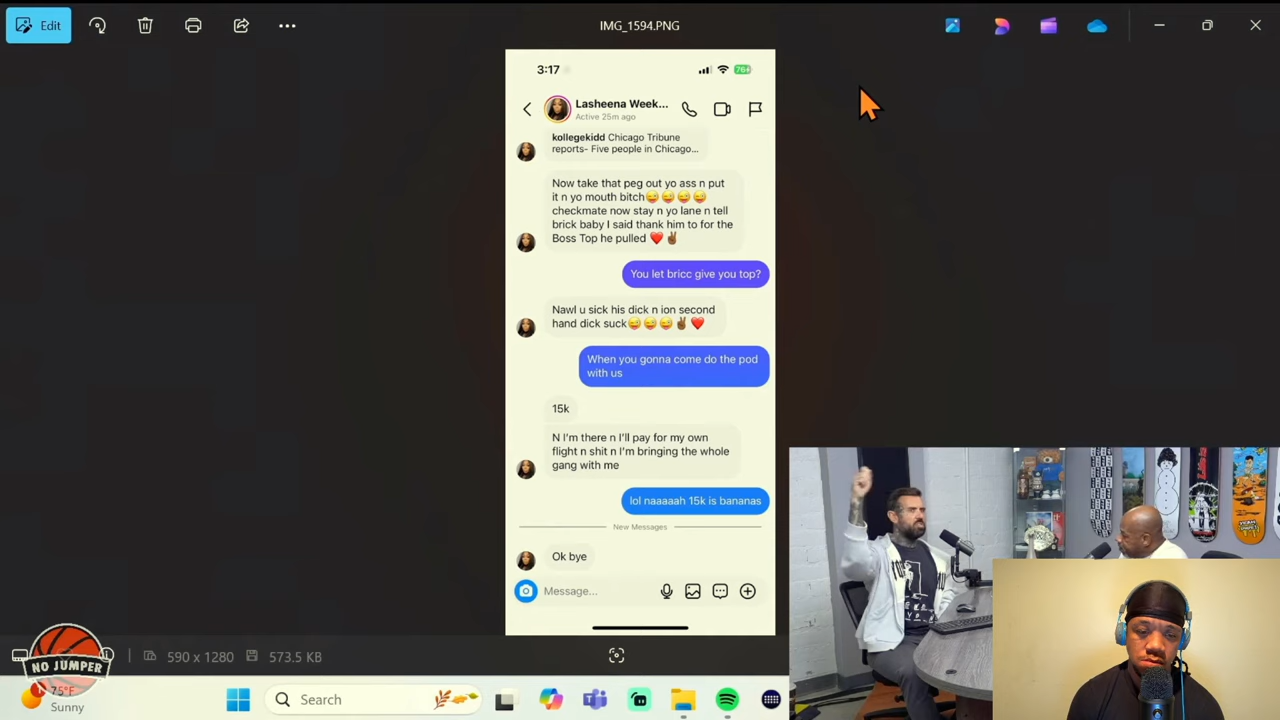 Edit
IMG_1594.PNG
3:17
76+
Lasheena Week...
Active 25m ago
kollegekidd Chicago Tribune
reports- Five people in Chicago...
Now take that peg out yo ass n put
it n yo mouth bitch😜😜😜😜
checkmate now stay n yo lane n tell
brick baby I said thank him to for the
Boss Top he pulled ❤️✌🏾
You let bricc give you top?
Nawl u sick his dick n ion second
hand dick suck😜😜😜✌🏾❤️
When you gonna come do the pod
with us
15k
N I'm there n I'll pay for my own
flight n shit n I'm bringing the whole
gang with me
lol naaaaah 15k is bananas
New Messages
Ok bye
Message...
NO JUMPER
590 x 1280
573.5 KB
75°F
Sunny
Search